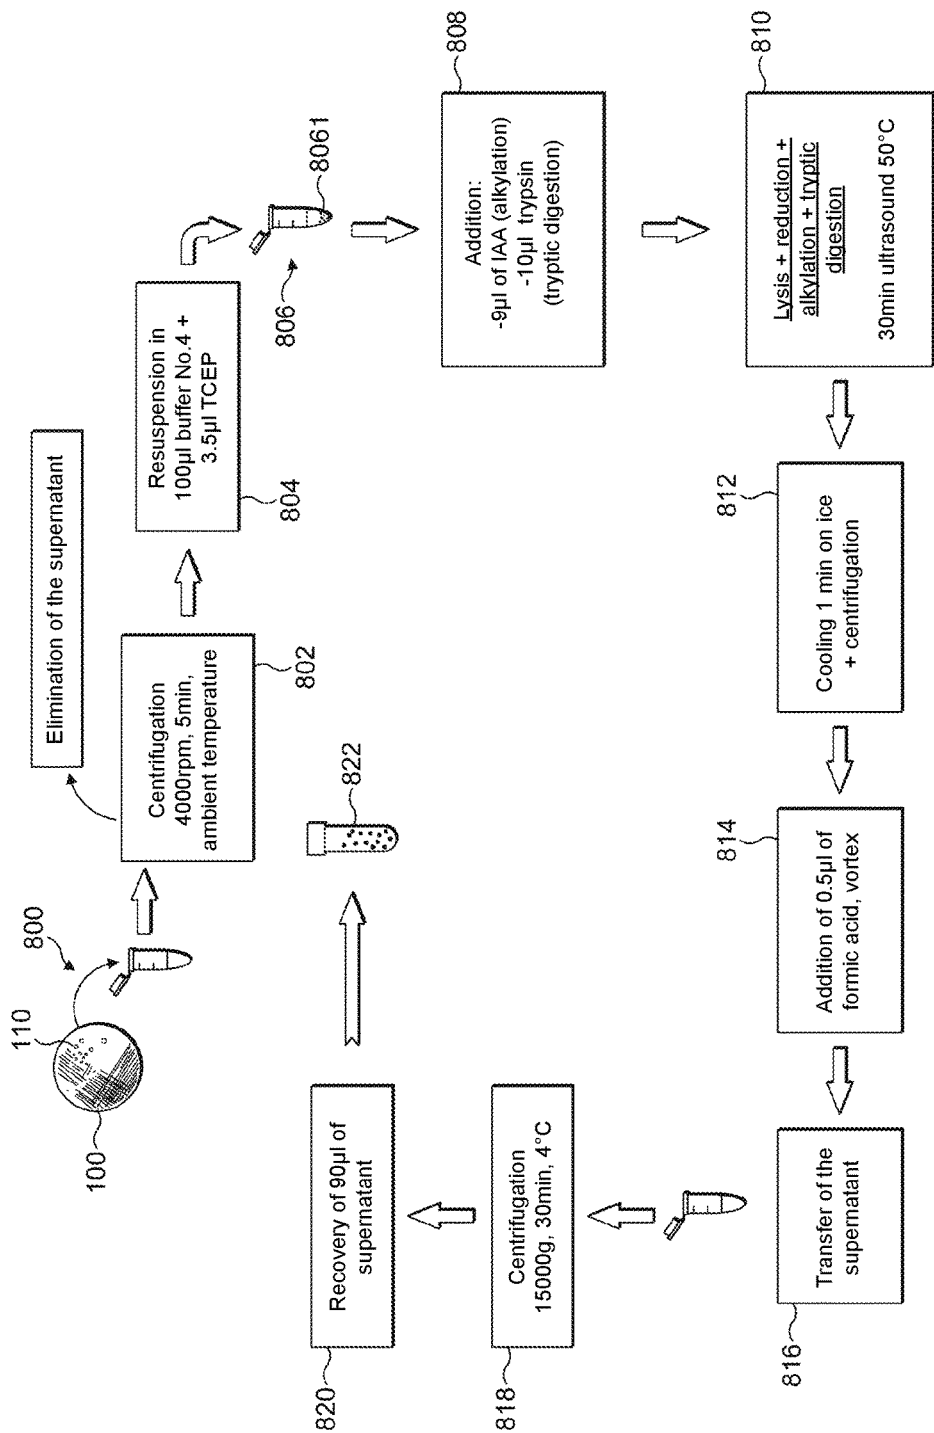 100
110
800
Centrifugation
4000rpm, 5min,
ambient temperature
802
Elimination of the supernatant
Resuspension in
100µl buffer No.4 +
3.5µl TCEP
804
806
8061
Addition:
-9µl of IAA (alkylation)
-10µl trypsin
(tryptic digestion)
808
Lysis + reduction +
alkylation + tryptic
digestion
30min ultrasound 50°C
810
Cooling 1 min on ice
+ centrifugation
812
Addition of 0.5µl of
formic acid, vortex
814
Transfer of the
supernatant
816
Centrifugation
15000g, 30min, 4°C
818
Recovery of 90µl of
supernatant
820
822